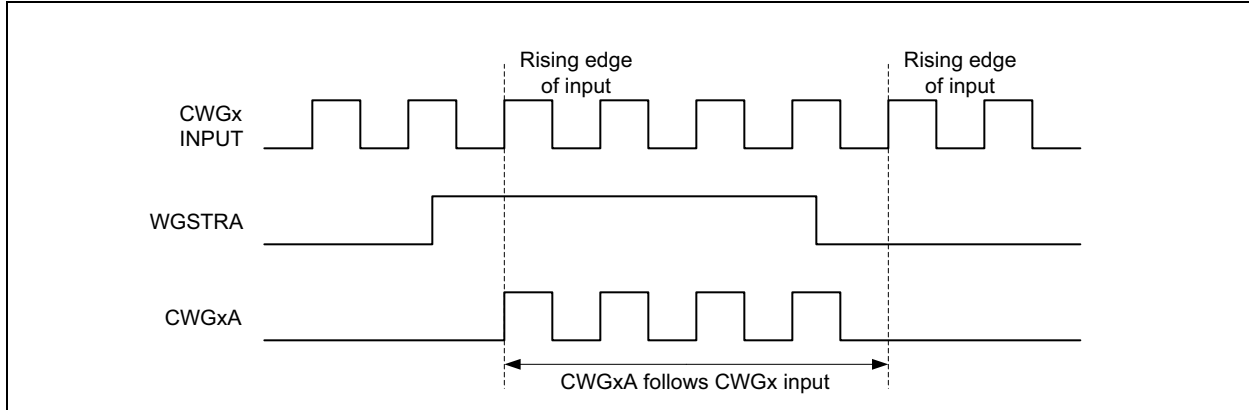 Rising edge
of input
Rising edge
of input
CWGx
INPUT
WGSTRA
CWGxA
CWGxA follows CWGx input